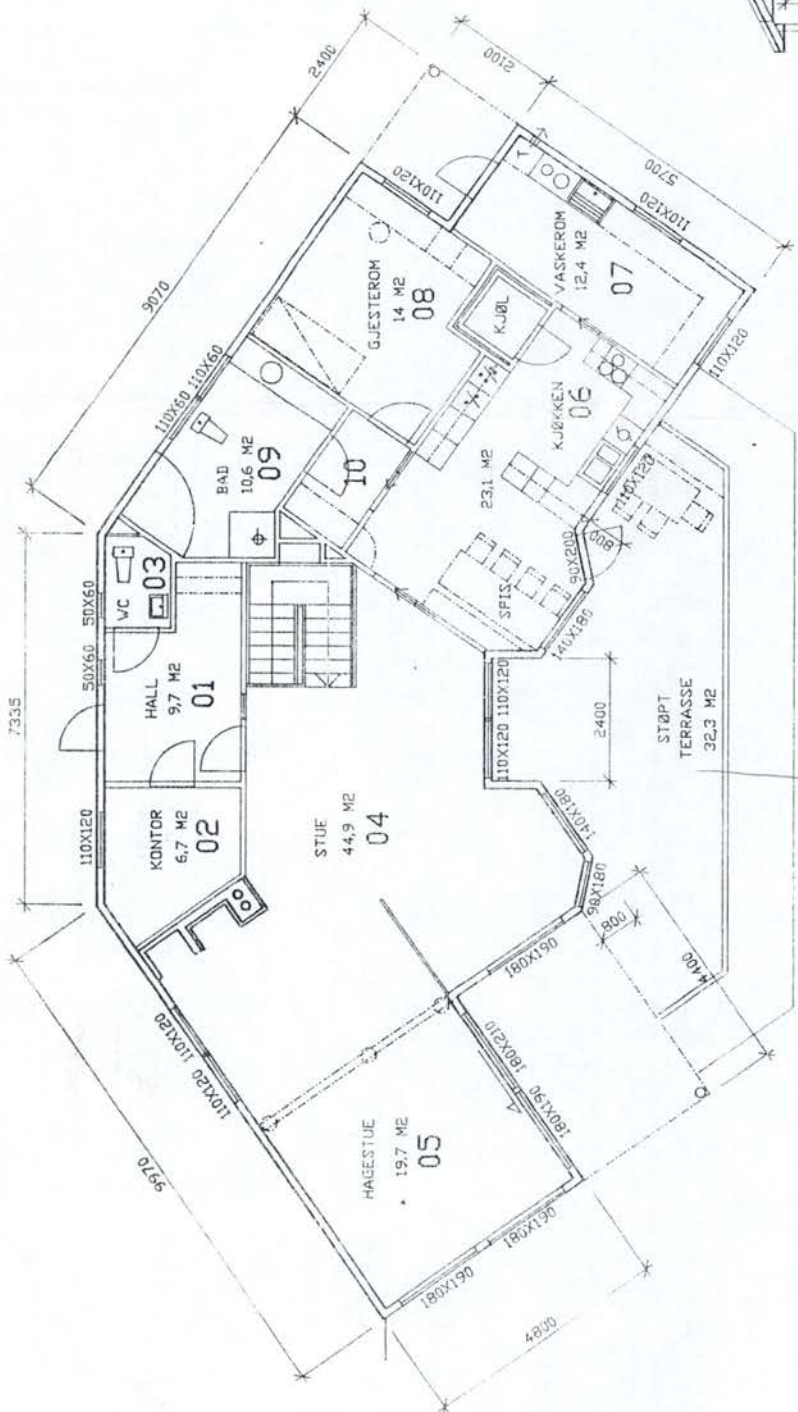 7335
9070
2400
2100
5700
9970
4800
4400
800
2400
800
110X120
50X60
50X60
110X60
110X60
110X120
KONTOR
6,7 M2
02
HALL
9,7 M2
01
WC
03
BAD
10,6 M2
09
10
GJESTEROM
14 M2
08
KJØL
T
VASKEROM
12,4 M2
07
110X120
110X120
KJØKKEN
06
23,1 M2
SPIS
110X120
90X200
140X180
110X120
110X120
STUE
44,9 M2
04
140X180
90X180
180X190
STØPT
TERRASSE
32,3 M2
110X120
110X120
HAGESTUE
19.7 M2
05
180X210
180X190
180X190
180X190